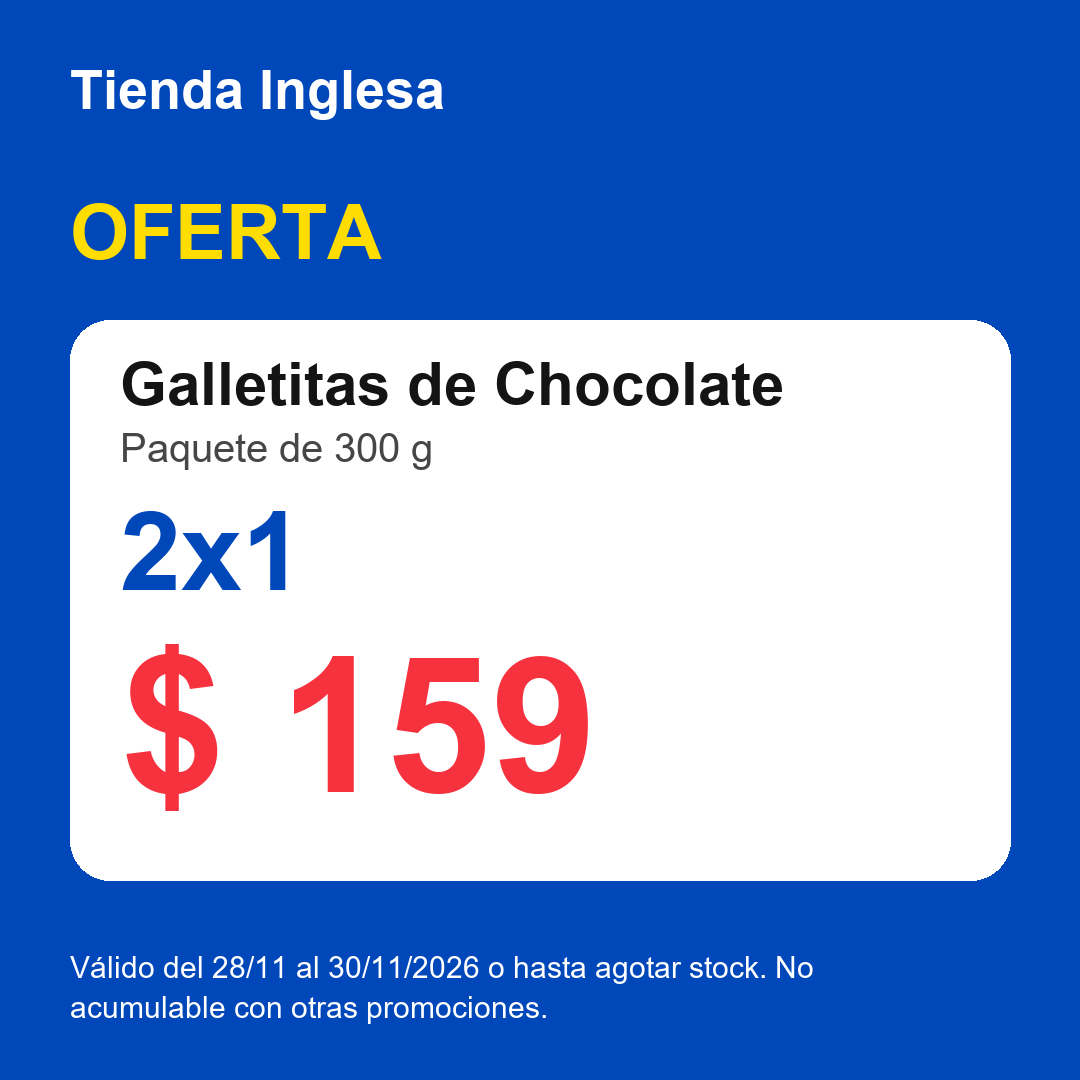 Tienda Inglesa
OFERTA
Galletitas de Chocolate
Paquete de 300 g
2x1
$ 159
Válido del 28/11 al 30/11/2026 o hasta agotar stock. No
acumulable con otras promociones.